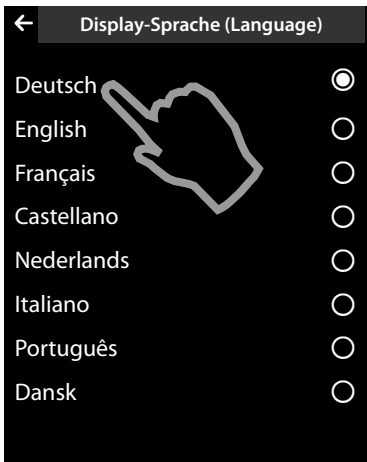 Display-Sprache (Language)
Deutsch
English
Français
Castellano
Nederlands
Italiano
Português
Dansk